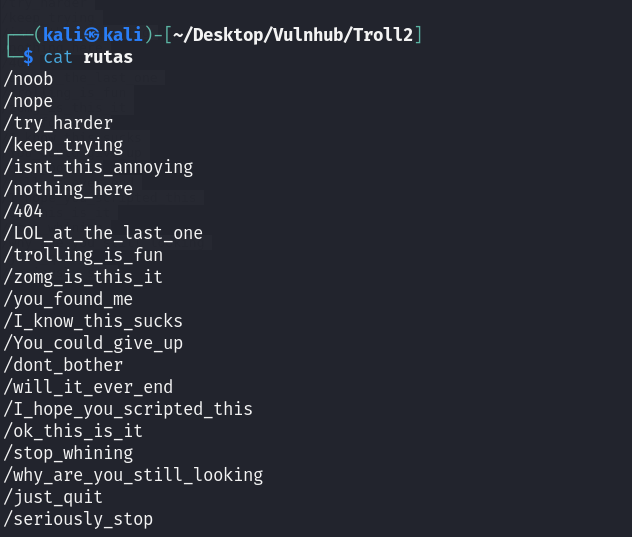 ┌──(kali㉿kali)-[~/Desktop/Vulnhub/Troll2]
└─$ cat rutas
/noob
/nope
/try_harder
/keep_trying
/isnt_this_annoying
/nothing_here
/404
/LOL_at_the_last_one
/trolling_is_fun
/zomg_is_this_it
/you_found_me
/I_know_this_sucks
/You_could_give_up
/dont_bother
/will_it_ever_end
/I_hope_you_scripted_this
/ok_this_is_it
/stop_whining
/why_are_you_still_looking
/just_quit
/seriously_stop